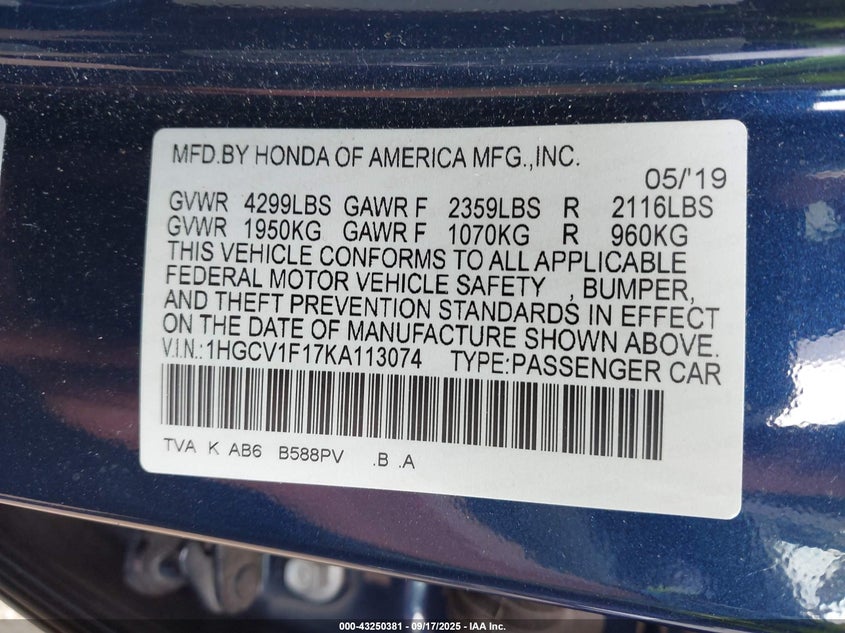 MFD.BY HONDA OF AMERICA MFG.,INC.
05/'19
GVWR 4299LBS GAWR F 2359LBS R 2116LBS
GVWR 1950KG GAWR F 1070KG R 960KG
THIS VEHICLE CONFORMS TO ALL APPLICABLE
FEDERAL MOTOR VEHICLE SAFETY , BUMPER,
AND THEFT PREVENTION STANDARDS IN EFFECT
ON THE DATE OF MANUFACTURE SHOWN ABOVE.
V.I.N.:1HGCV1F17KA113074 TYPE:PASSENGER CAR
TVA K AB6 B588PV .B .A
000-43250381 - 09/17/2025 - IAA Inc.